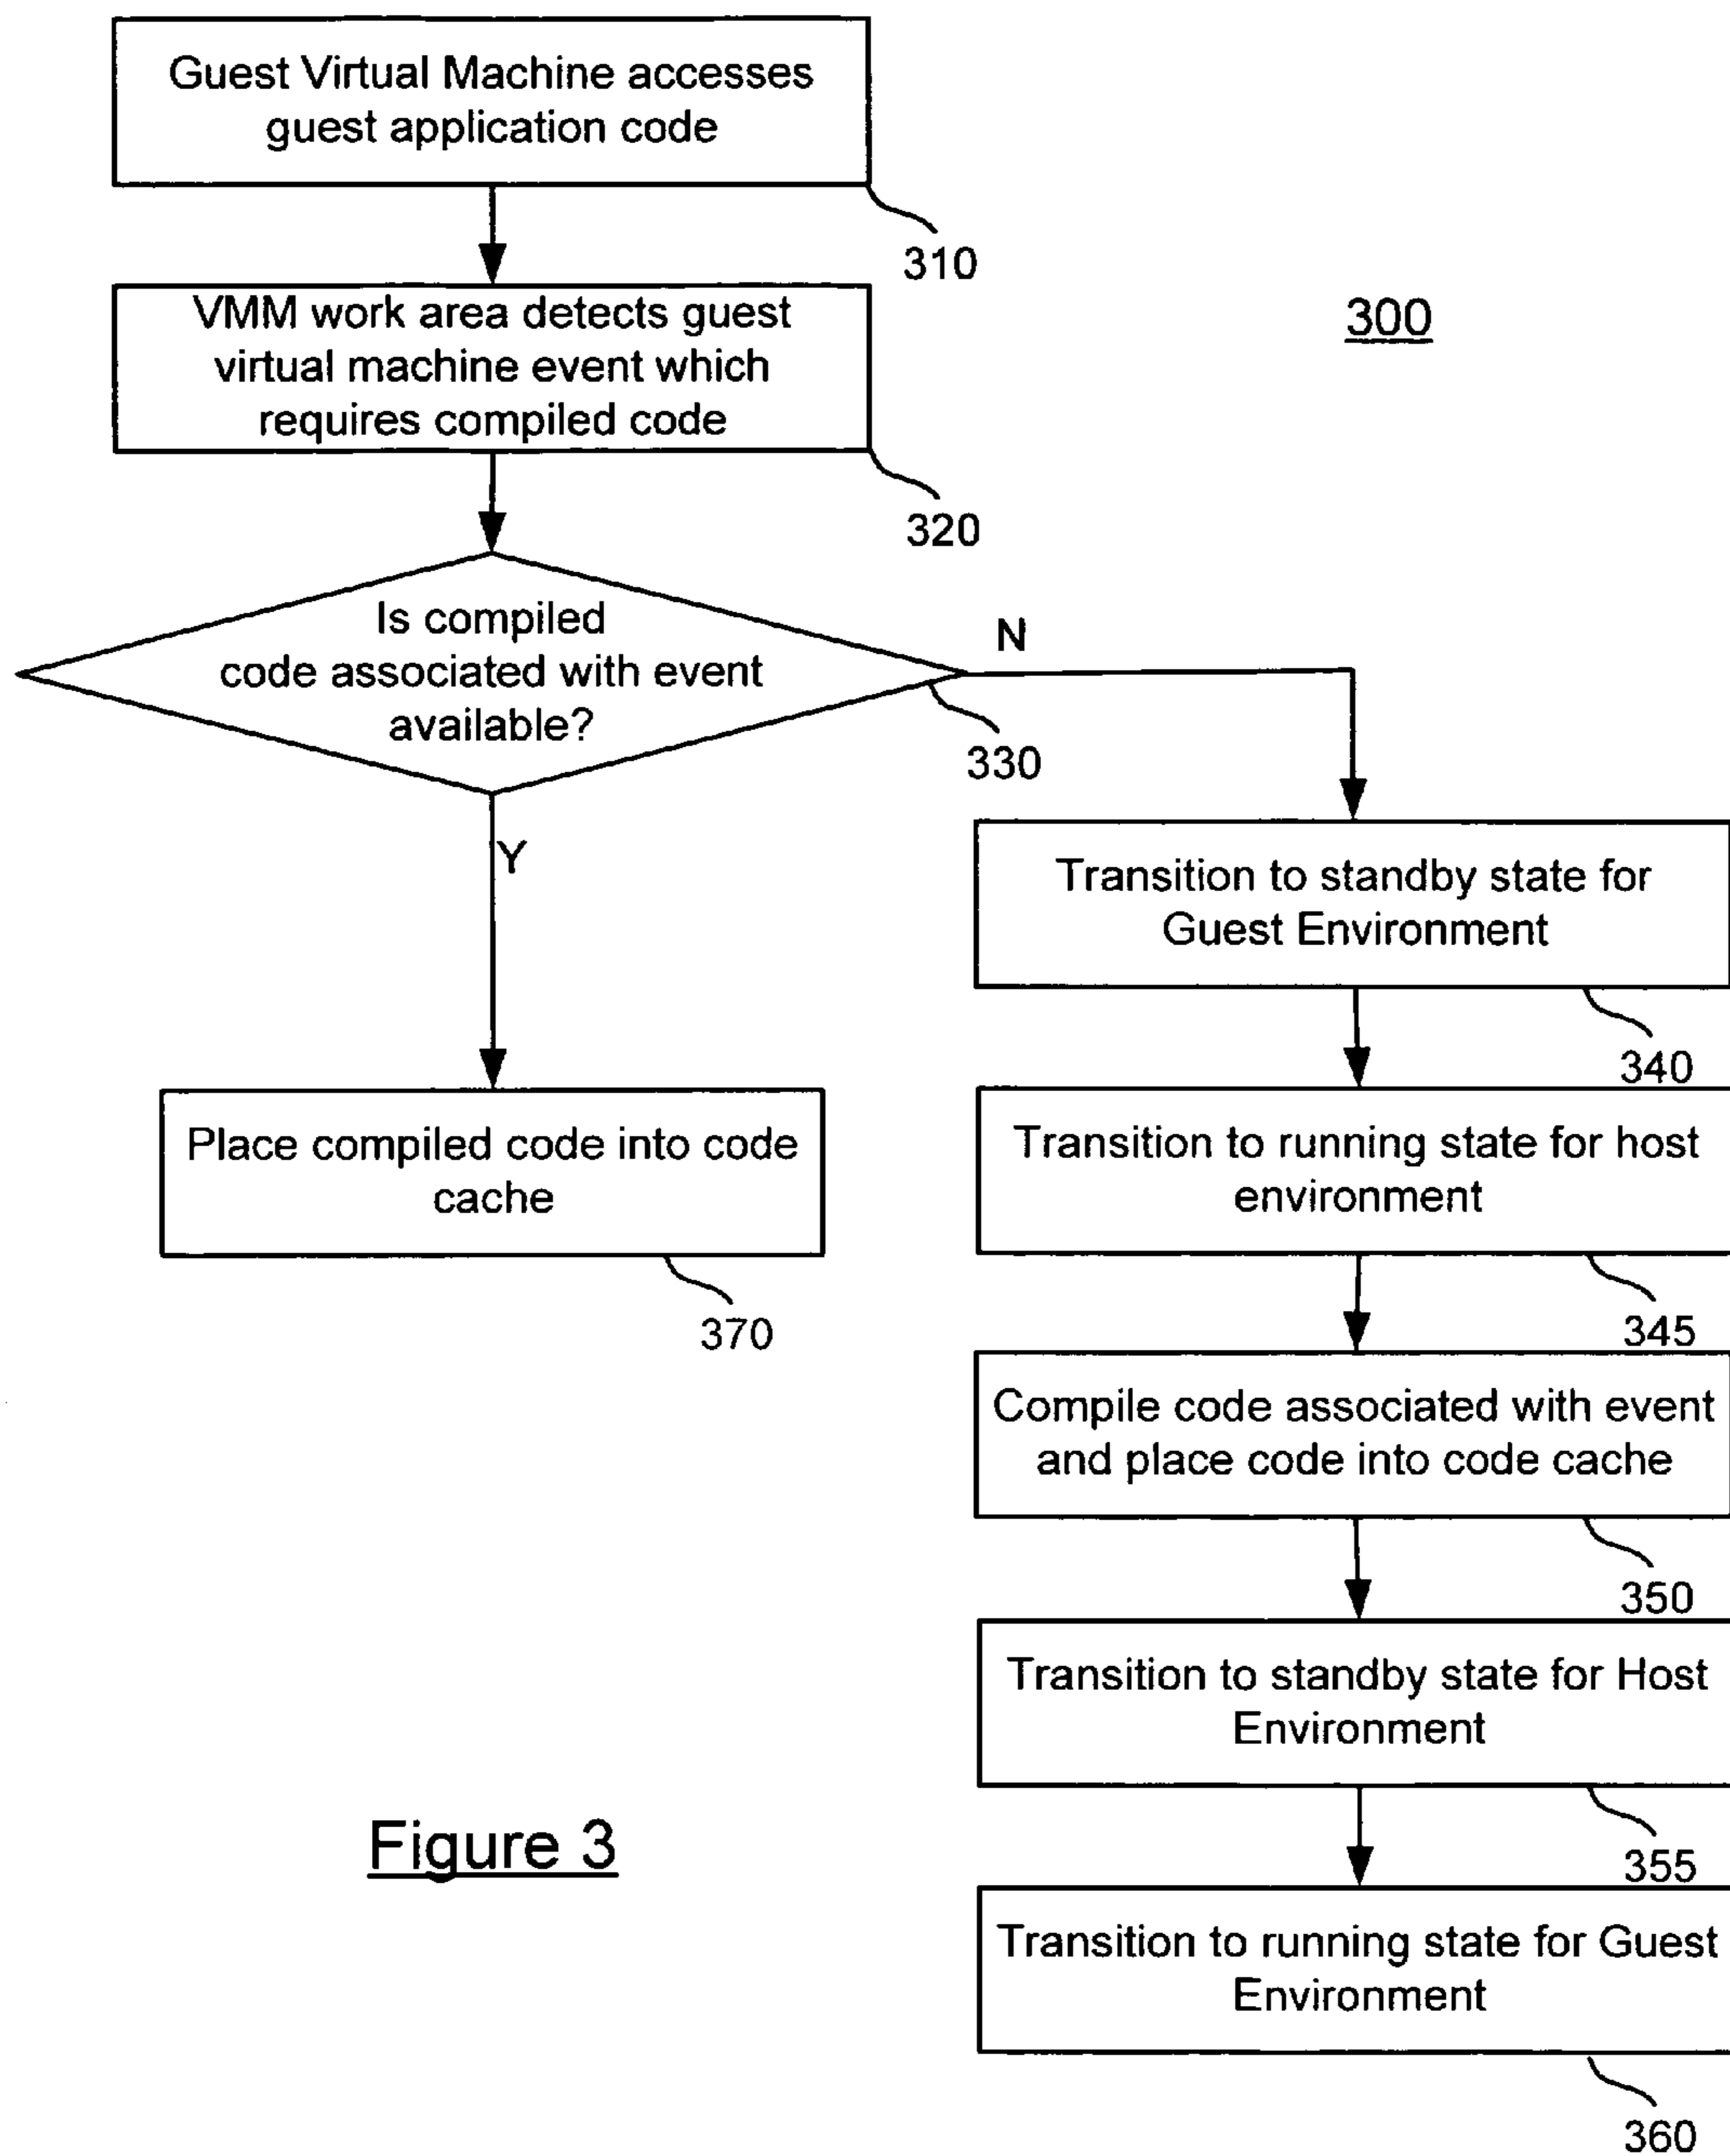 Guest Virtual Machine accesses
guest application code
310
VMM work area detects guest
virtual machine event which
requires compiled code
320
300
Is compiled
code associated with event
available?
330
N
Y
Transition to standby state for
Guest Environment
340
Place compiled code into code
cache
370
Transition to running state for host
environment
345
Compile code associated with event
and place code into code cache
350
Transition to standby state for Host
Environment
355
Transition to running state for Guest
Environment
360
Figure 3